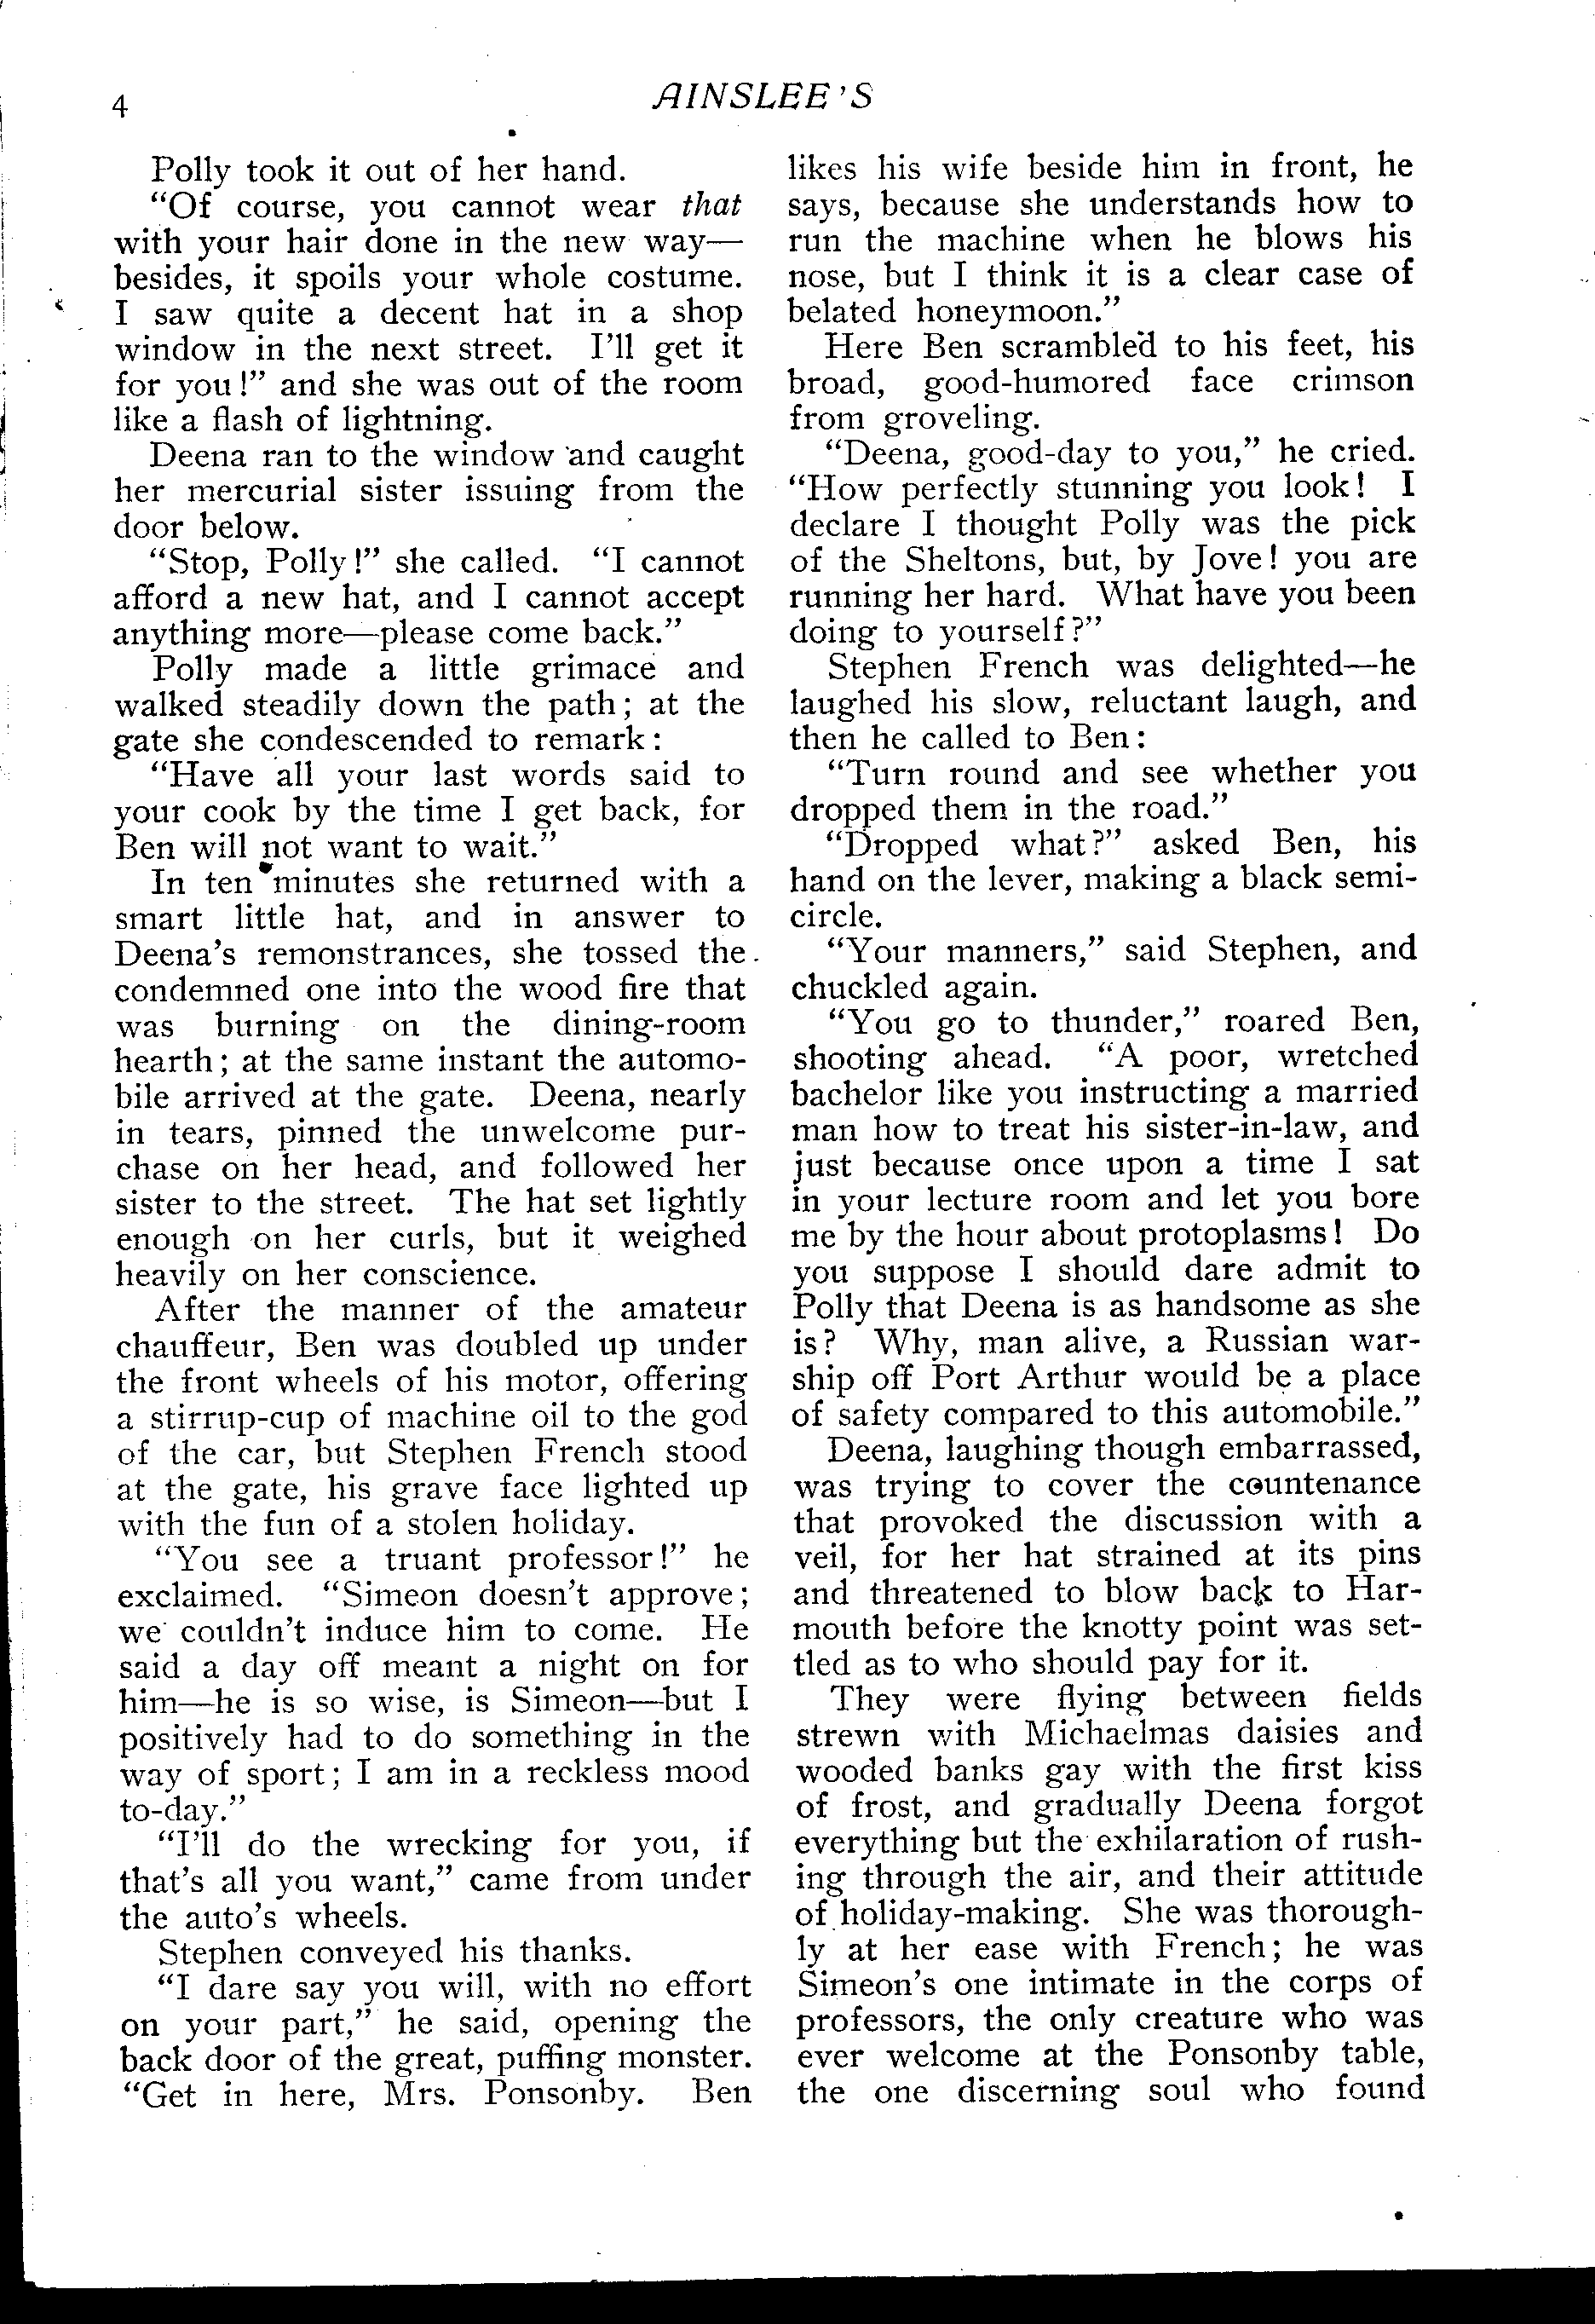 4
AINSLEE'S
Polly took it out of her hand.
“Of course, you cannot wear that
with your hair done in the new way—
besides, it spoils your whole costume.
I saw quite a decent hat in a shop
window in the next street. I'll get it
for you!” and she was out of the room
like a flash of lightning.
Deena ran to the window and caught
her mercurial sister issuing from the
door below.
“Stop, Polly!” she called. “I cannot
afford a new hat, and I cannot accept
anything more—please come back.”
Polly made a little grimace and
walked steadily down the path; at the
gate she condescended to remark:
“Have all your last words said to
your cook by the time I get back, for
Ben will not want to wait.”
In ten minutes she returned with a
smart little hat, and in answer to
Deena's remonstrances, she tossed the
condemned one into the wood fire that
was burning on the dining-room
hearth; at the same instant the automo-
bile arrived at the gate. Deena, nearly
in tears, pinned the unwelcome pur-
chase on her head, and followed her
sister to the street. The hat set lightly
enough on her curls, but it weighed
heavily on her conscience.
After the manner of the amateur
chauffeur, Ben was doubled up under
the front wheels of his motor, offering
a stirrup-cup of machine oil to the god
of the car, but Stephen French stood
at the gate, his grave face lighted up
with the fun of a stolen holiday.
“You see a truant professor!” he
exclaimed. “Simeon doesn't approve;
we couldn't induce him to come. He
said a day off meant a night on for
him—he is so wise, is Simeon—but I
positively had to do something in the
way of sport; I am in a reckless mood
to-day.”
“I'll do the wrecking for you, if
that's all you want,” came from under
the auto's wheels.
Stephen conveyed his thanks.
“I dare say you will, with no effort
on your part,” he said, opening the
back door of the great, puffing monster.
“Get in here, Mrs. Ponsonby. Ben
likes his wife beside him in front, he
says, because she understands how to
run the machine when he blows his
nose, but I think it is a clear case of
belated honeymoon.”
Here Ben scrambled to his feet, his
broad, good-humored face crimson
from groveling.
“Deena, good-day to you,” he cried.
“How perfectly stunning you look! I
declare I thought Polly was the pick
of the Sheltons, but, by Jove! you are
running her hard. What have you been
doing to yourself?”
Stephen French was delighted—he
laughed his slow, reluctant laugh, and
then he called to Ben:
“Turn round and see whether you
dropped them in the road.”
“Dropped what?” asked Ben, his
hand on the lever, making a black semi-
circle.
“Your manners,” said Stephen, and
chuckled again.
“You go to thunder,” roared Ben,
shooting ahead. “A poor, wretched
bachelor like you instructing a married
man how to treat his sister-in-law, and
just because once upon a time I sat
in your lecture room and let you bore
me by the hour about protoplasms! Do
you suppose I should dare admit to
Polly that Deena is as handsome as she
is? Why, man alive, a Russian war-
ship off Port Arthur would be a place
of safety compared to this automobile.”
Deena, laughing though embarrassed,
was trying to cover the countenance
that provoked the discussion with a
veil, for her hat strained at its pins
and threatened to blow back to Har-
mouth before the knotty point was set-
tled as to who should pay for it.
They were flying between fields
strewn with Michaelmas daisies and
wooded banks gay with the first kiss
of frost, and gradually Deena forgot
everything but the exhilaration of rush-
ing through the air, and their attitude
of holiday-making. She was thorough-
ly at her ease with French; he was
Simeon's one intimate in the corps of
professors, the only creature who was
ever welcome at the Ponsonby table,
the one discerning soul who found